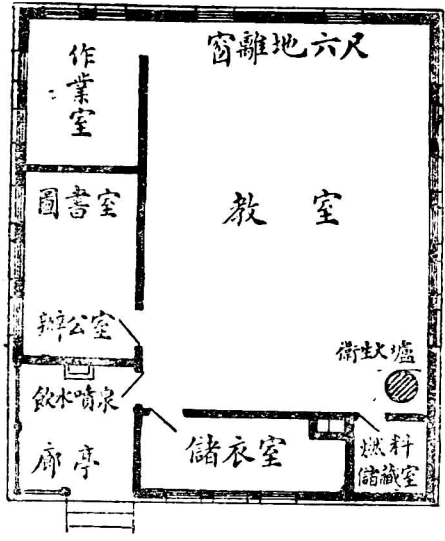 窗離地六尺
作業室
圖書室
教室
辦公室
衛生火爐
飲水噴泉
廊亭
儲衣室
燃料
儲藏室